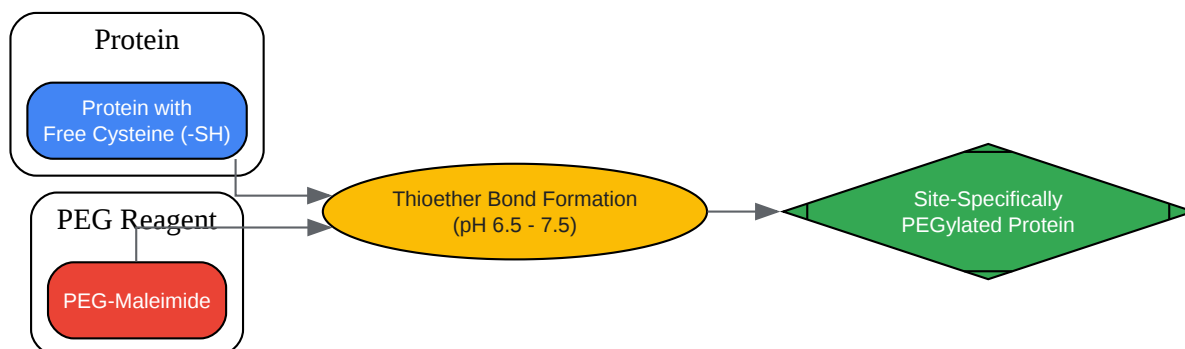 Protein
Protein with
Free Cysteine (-SH)
PEG Reagent
PEG-Maleimide
Thioether Bond Formation
(pH 6.5 - 7.5)
Site-Specifically
PEGylated Protein